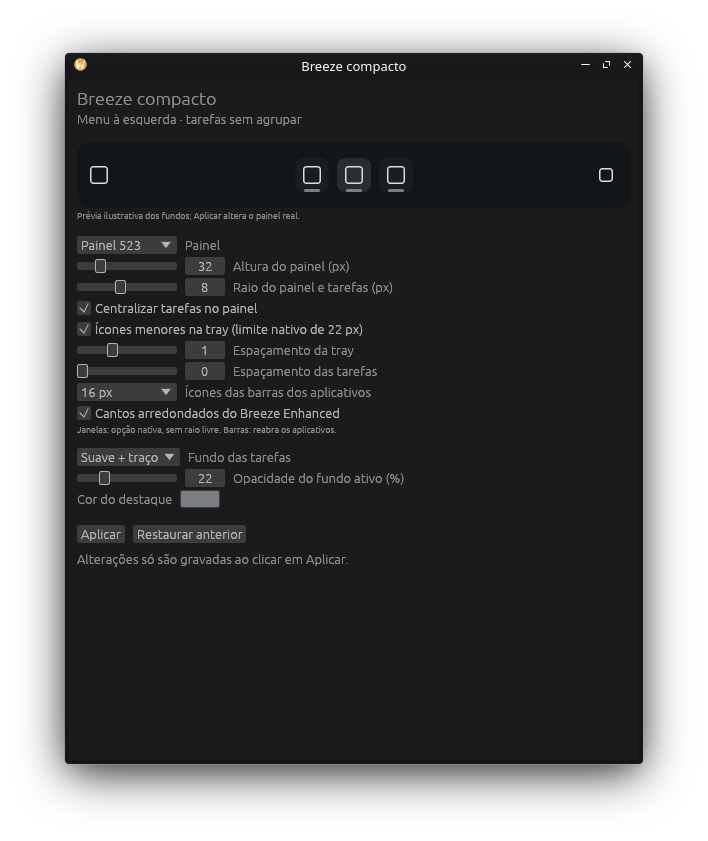 Breeze compacto
Breeze compacto
Menu à esquerda · tarefas sem agrupar
Prévia ilustrativa dos fundos; Aplicar altera o painel real.
Painel 523 Painel
32 Altura do painel (px)
8 Raio do painel e tarefas (px)
Centralizar tarefas no painel
Ícones menores na tray (limite nativo de 22 px)
1 Espaçamento da tray
0 Espaçamento das tarefas
16 px Ícones das barras dos aplicativos
Cantos arredondados do Breeze Enhanced
Janelas: opção nativa, sem raio livre. Barras: reabra os aplicativos.
Suave + traço Fundo das tarefas
22 Opacidade do fundo ativo (%)
Cor do destaque
Aplicar Restaurar anterior
Alterações só são gravadas ao clicar em Aplicar.